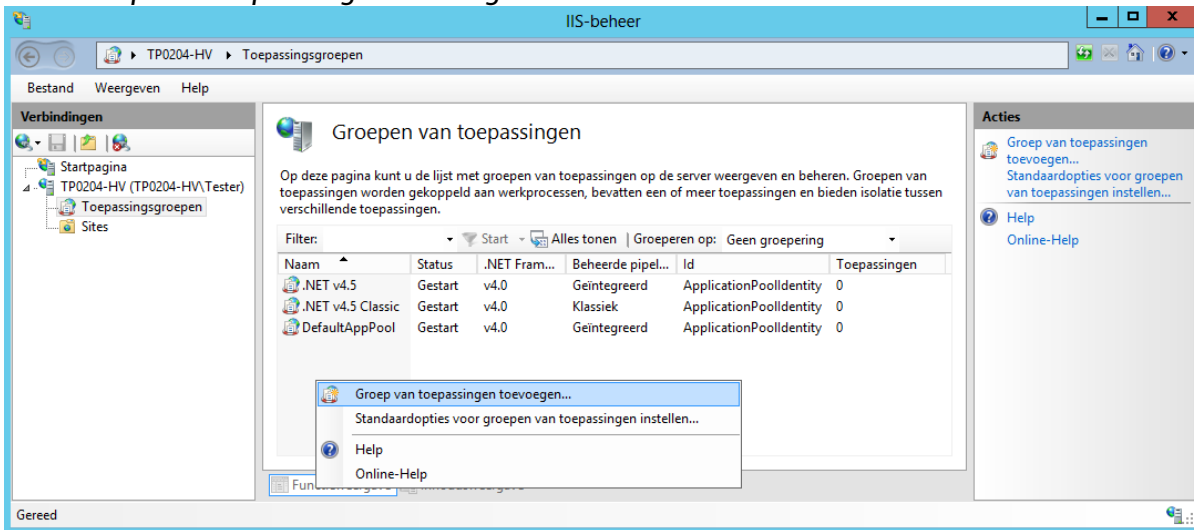 IIS-beheer
TP0204-HV Toepassingsgroepen
Bestand Weergeven Help
Verbindingen
Startpagina
TP0204-HV (TP0204-HV\Tester)
Toepassingsgroepen
Sites
Groepen van toepassingen
Op deze pagina kunt u de lijst met groepen van toepassingen op de server weergeven en beheren. Groepen van
toepassingen worden gekoppeld aan werkprocessen, bevatten een of meer toepassingen en bieden isolatie tussen
verschillende toepassingen.
Filter: Start Alles tonen Groeperen op: Geen groepering
Naam Status .NET Fram... Beheerde pipel... Id Toepassingen
.NET v4.5 Gestart v4.0 Geïntegreerd ApplicationPoolIdentity 0
.NET v4.5 Classic Gestart v4.0 Klassiek ApplicationPoolIdentity 0
DefaultAppPool Gestart v4.0 Geïntegreerd ApplicationPoolIdentity 0
Groep van toepassingen toevoegen...
Standaardopties voor groepen van toepassingen instellen...
Help
Online-Help
Acties
Groep van toepassingen
toevoegen...
Standaardopties voor groepen
van toepassingen instellen...
Help
Online-Help
Gereed